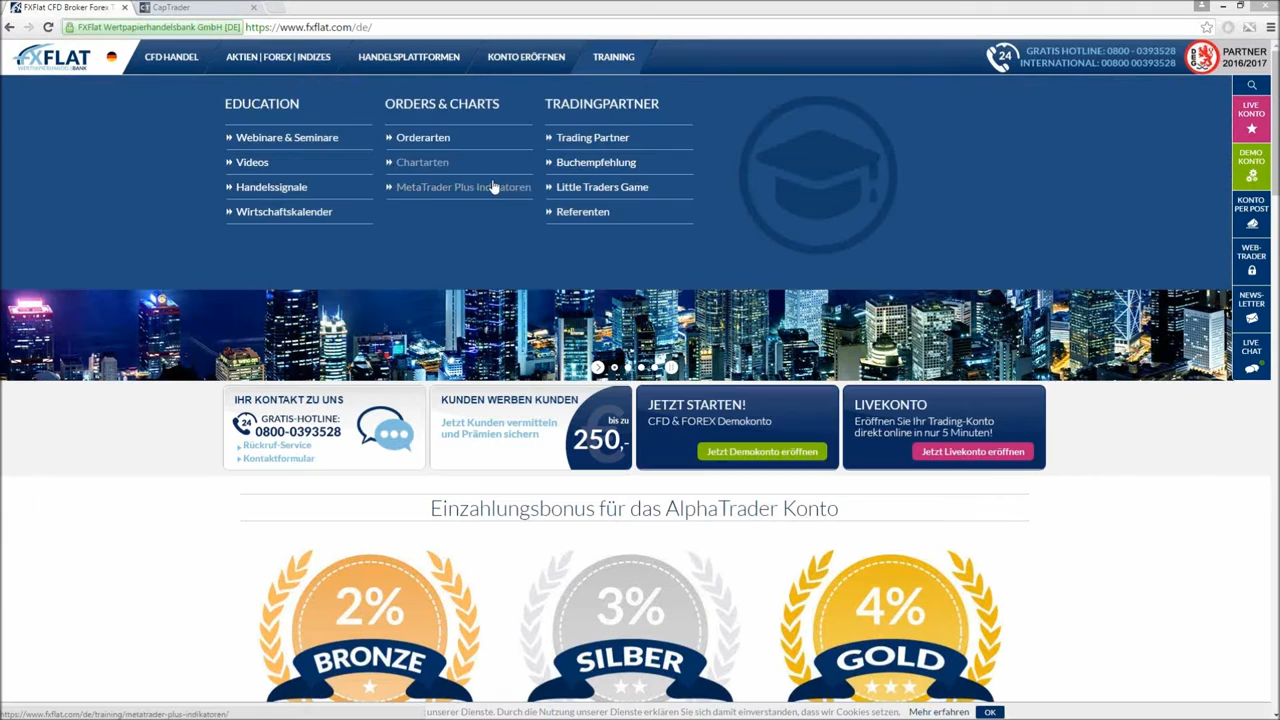 FXFlat CFD Broker Forex T
CapTrader
FXFlat Wertpapierhandelsbank GmbH [DE]
https://www.fxflat.com/de/
FXFLAT
WERTPAPIERHANDELSBANK
CFD HANDEL
AKTIEN | FOREX | INDIZES
HANDELSPLATTFORMEN
KONTO ERÖFFNEN
TRAINING
24
GRATIS HOTLINE: 0800 - 0393528
INTERNATIONAL: 00800 00393528
DEG
PARTNER
2016/2017
EDUCATION
Webinare & Seminare
Videos
Handelssignale
Wirtschaftskalender
ORDERS & CHARTS
Orderarten
Chartarten
MetaTrader Plus Indikatoren
TRADINGPARTNER
Trading Partner
Buchempfehlung
Little Traders Game
Referenten
LIVE
KONTO
DEMO
KONTO
KONTO
PER POST
WEB-
TRADER
NEWS-
LETTER
LIVE
CHAT
IHR KONTAKT ZU UNS
24
GRATIS-HOTLINE:
0800-0393528
Rückruf-Service
Kontaktformular
KUNDEN WERBEN KUNDEN
Jetzt Kunden vermitteln
und Prämien sichern
bis zu
250,-
JETZT STARTEN!
CFD & FOREX Demokonto
Jetzt Demokonto eröffnen
LIVEKONTO
Eröffnen Sie Ihr Trading-Konto
direkt online in nur 5 Minuten!
Jetzt Livekonto eröffnen
Einzahlungsbonus für das AlphaTrader Konto
2%
BRONZE
3%
SILBER
4%
GOLD
https://www.fxflat.com/de/training/metatrader-plus-indikatoren/
unserer Dienste. Durch die Nutzung unserer Dienste erklären Sie sich damit einverstanden, dass wir Cookies setzen.
Mehr erfahren
OK